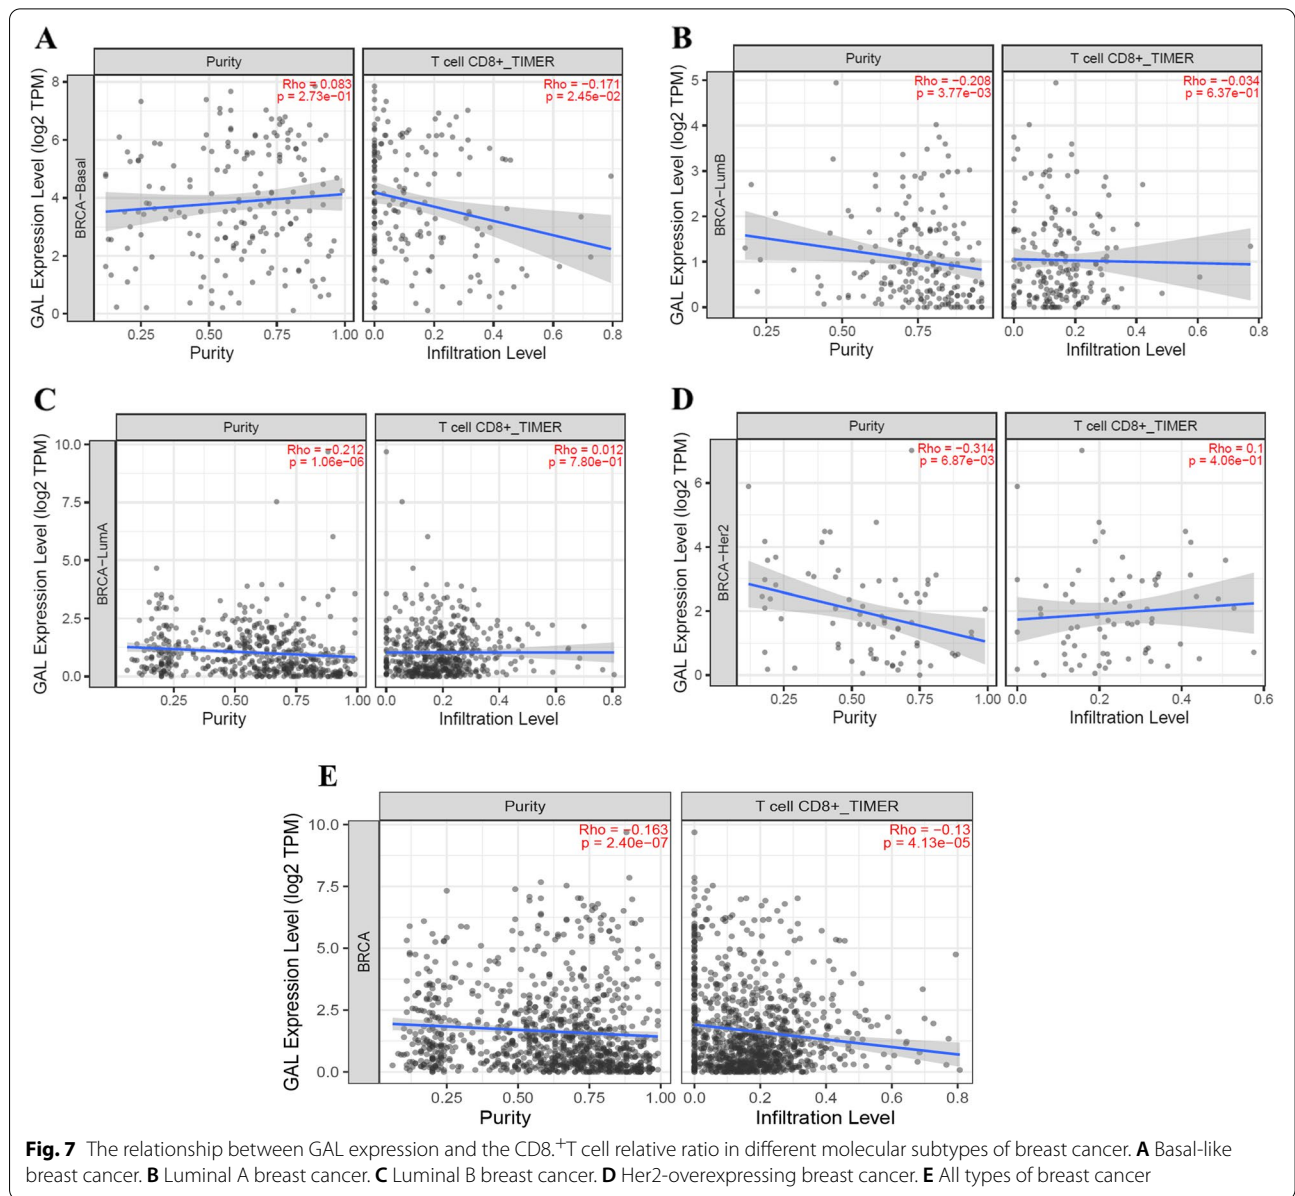 A
Purity
T cell CD8+_TIMER
Rho = 0.083
p = 2.73e−01
Rho = −0.171
p = 2.45e−02
GAL Expression Level (log2 TPM)
BRCA−Basal
8
6
4
2
0
0.25 0.50 0.75 1.00
0.0 0.2 0.4 0.6 0.8
Purity
Infiltration Level
B
Purity
T cell CD8+_TIMER
Rho = −0.208
p = 3.77e−03
Rho = −0.034
p = 6.37e−01
GAL Expression Level (log2 TPM)
BRCA−LumB
5
4
3
2
1
0
0.25 0.50 0.75
0.0 0.2 0.4 0.6 0.8
Purity
Infiltration Level
C
Purity
T cell CD8+_TIMER
Rho = −0.212
p = 1.06e−06
Rho = 0.012
p = 7.80e−01
GAL Expression Level (log2 TPM)
BRCA−LumA
10.0
7.5
5.0
2.5
0.0
0.25 0.50 0.75 1.00
0.0 0.2 0.4 0.6 0.8
Purity
Infiltration Level
D
Purity
T cell CD8+_TIMER
Rho = −0.314
p = 6.87e−03
Rho = 0.1
p = 4.06e−01
GAL Expression Level (log2 TPM)
BRCA−Her2
6
4
2
0
0.25 0.50 0.75 1.00
0.0 0.2 0.4 0.6
Purity
Infiltration Level
E
Purity
T cell CD8+_TIMER
Rho = −0.163
p = 2.40e−07
Rho = −0.13
p = 4.13e−05
GAL Expression Level (log2 TPM)
BRCA
10.0
7.5
5.0
2.5
0.0
0.25 0.50 0.75 1.00
0.0 0.2 0.4 0.6 0.8
Purity
Infiltration Level
Fig. 7 The relationship between GAL expression and the CD8.+T cell relative ratio in different molecular subtypes of breast cancer. A Basal-like
breast cancer. B Luminal A breast cancer. C Luminal B breast cancer. D Her2-overexpressing breast cancer. E All types of breast cancer